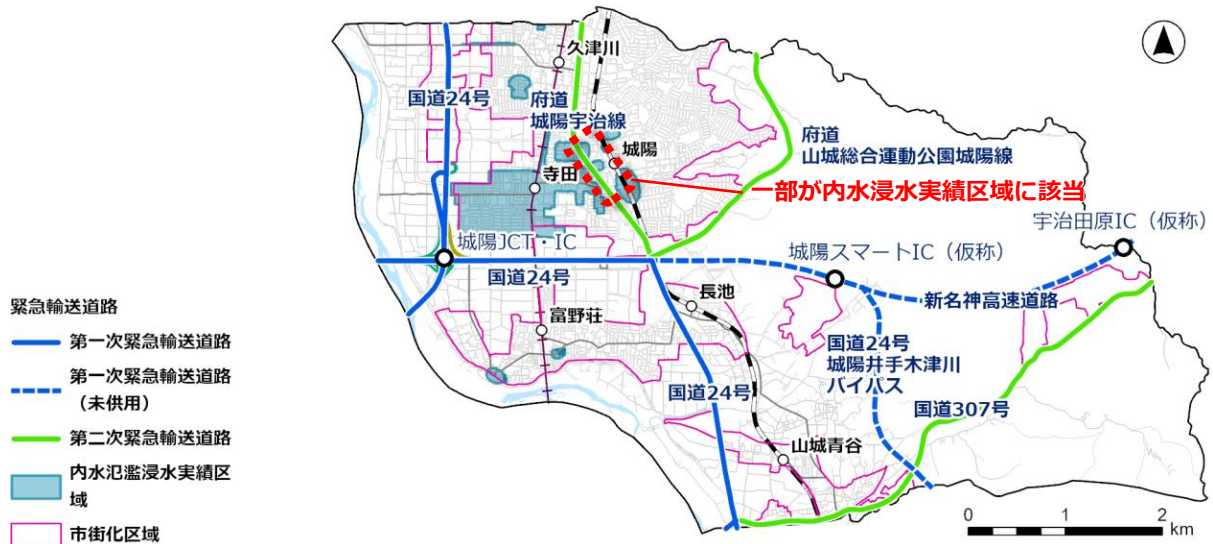 久津川
国道24号
府道
城陽宇治線
城陽
府道
山城総合運動公園城陽線
寺田
一部が内水浸水実績区域に該当
宇治田原IC（仮称）
城陽JCT・IC
城陽スマートIC（仮称）
国道24号
新名神高速道路
長池
富野荘
国道24号
城陽井手木津川
バイパス
国道24号
国道307号
山城青谷
緊急輸送道路
第一次緊急輸送道路
第一次緊急輸送道路
（未供用）
第二次緊急輸送道路
内水氾濫浸水実績区
域
市街化区域
0 1 2
km